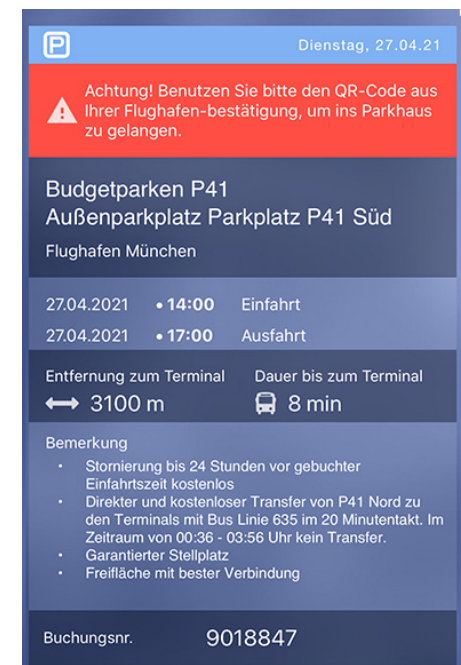 P
Dienstag, 27.04.21
Achtung! Benutzen Sie bitte den QR-Code aus
Ihrer Flughafen-bestätigung, um ins Parkhaus
zu gelangen.
Budgetparken P41
Außenparkplatz Parkplatz P41 Süd
Flughafen München
27.04.2021 • 14:00 Einfahrt
27.04.2021 • 17:00 Ausfahrt
Entfernung zum Terminal Dauer bis zum Terminal
3100 m 8 min
Bemerkung
· Stornierung bis 24 Stunden vor gebuchter
Einfahrtszeit kostenlos
· Direkter und kostenloser Transfer von P41 Nord zu
den Terminals mit Bus Linie 635 im 20 Minutentakt. Im
Zeitraum von 00:36 - 03:56 Uhr kein Transfer.
· Garantierter Stellplatz
· Freifläche mit bester Verbindung
Buchungsnr. 9018847